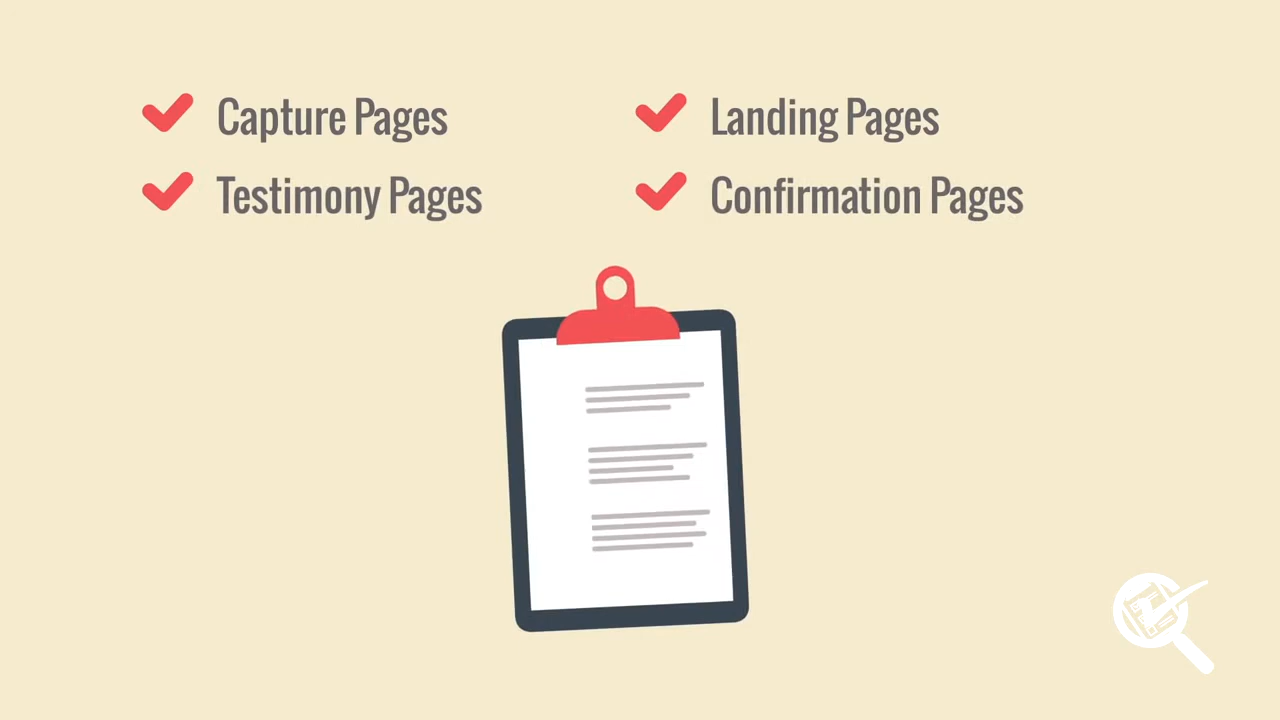 Capture Pages
Landing Pages
Testimony Pages
Confirmation Pages